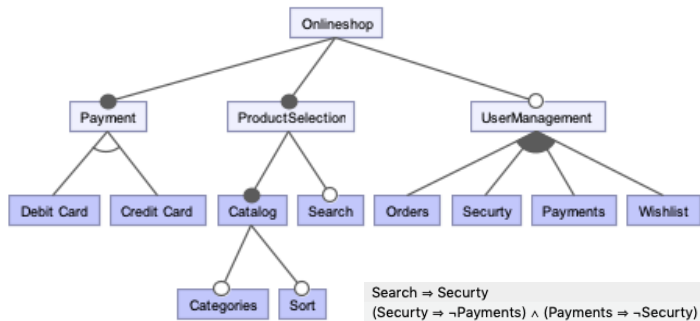 Onlineshop
Payment
ProductSelection
UserManagement
Debit Card
Credit Card
Catalog
Search
Orders
Securty
Payments
Wishlist
Categories
Sort
Search ⇒ Securty
(Securty ⇒ ¬Payments) ∧ (Payments ⇒ ¬Securty)